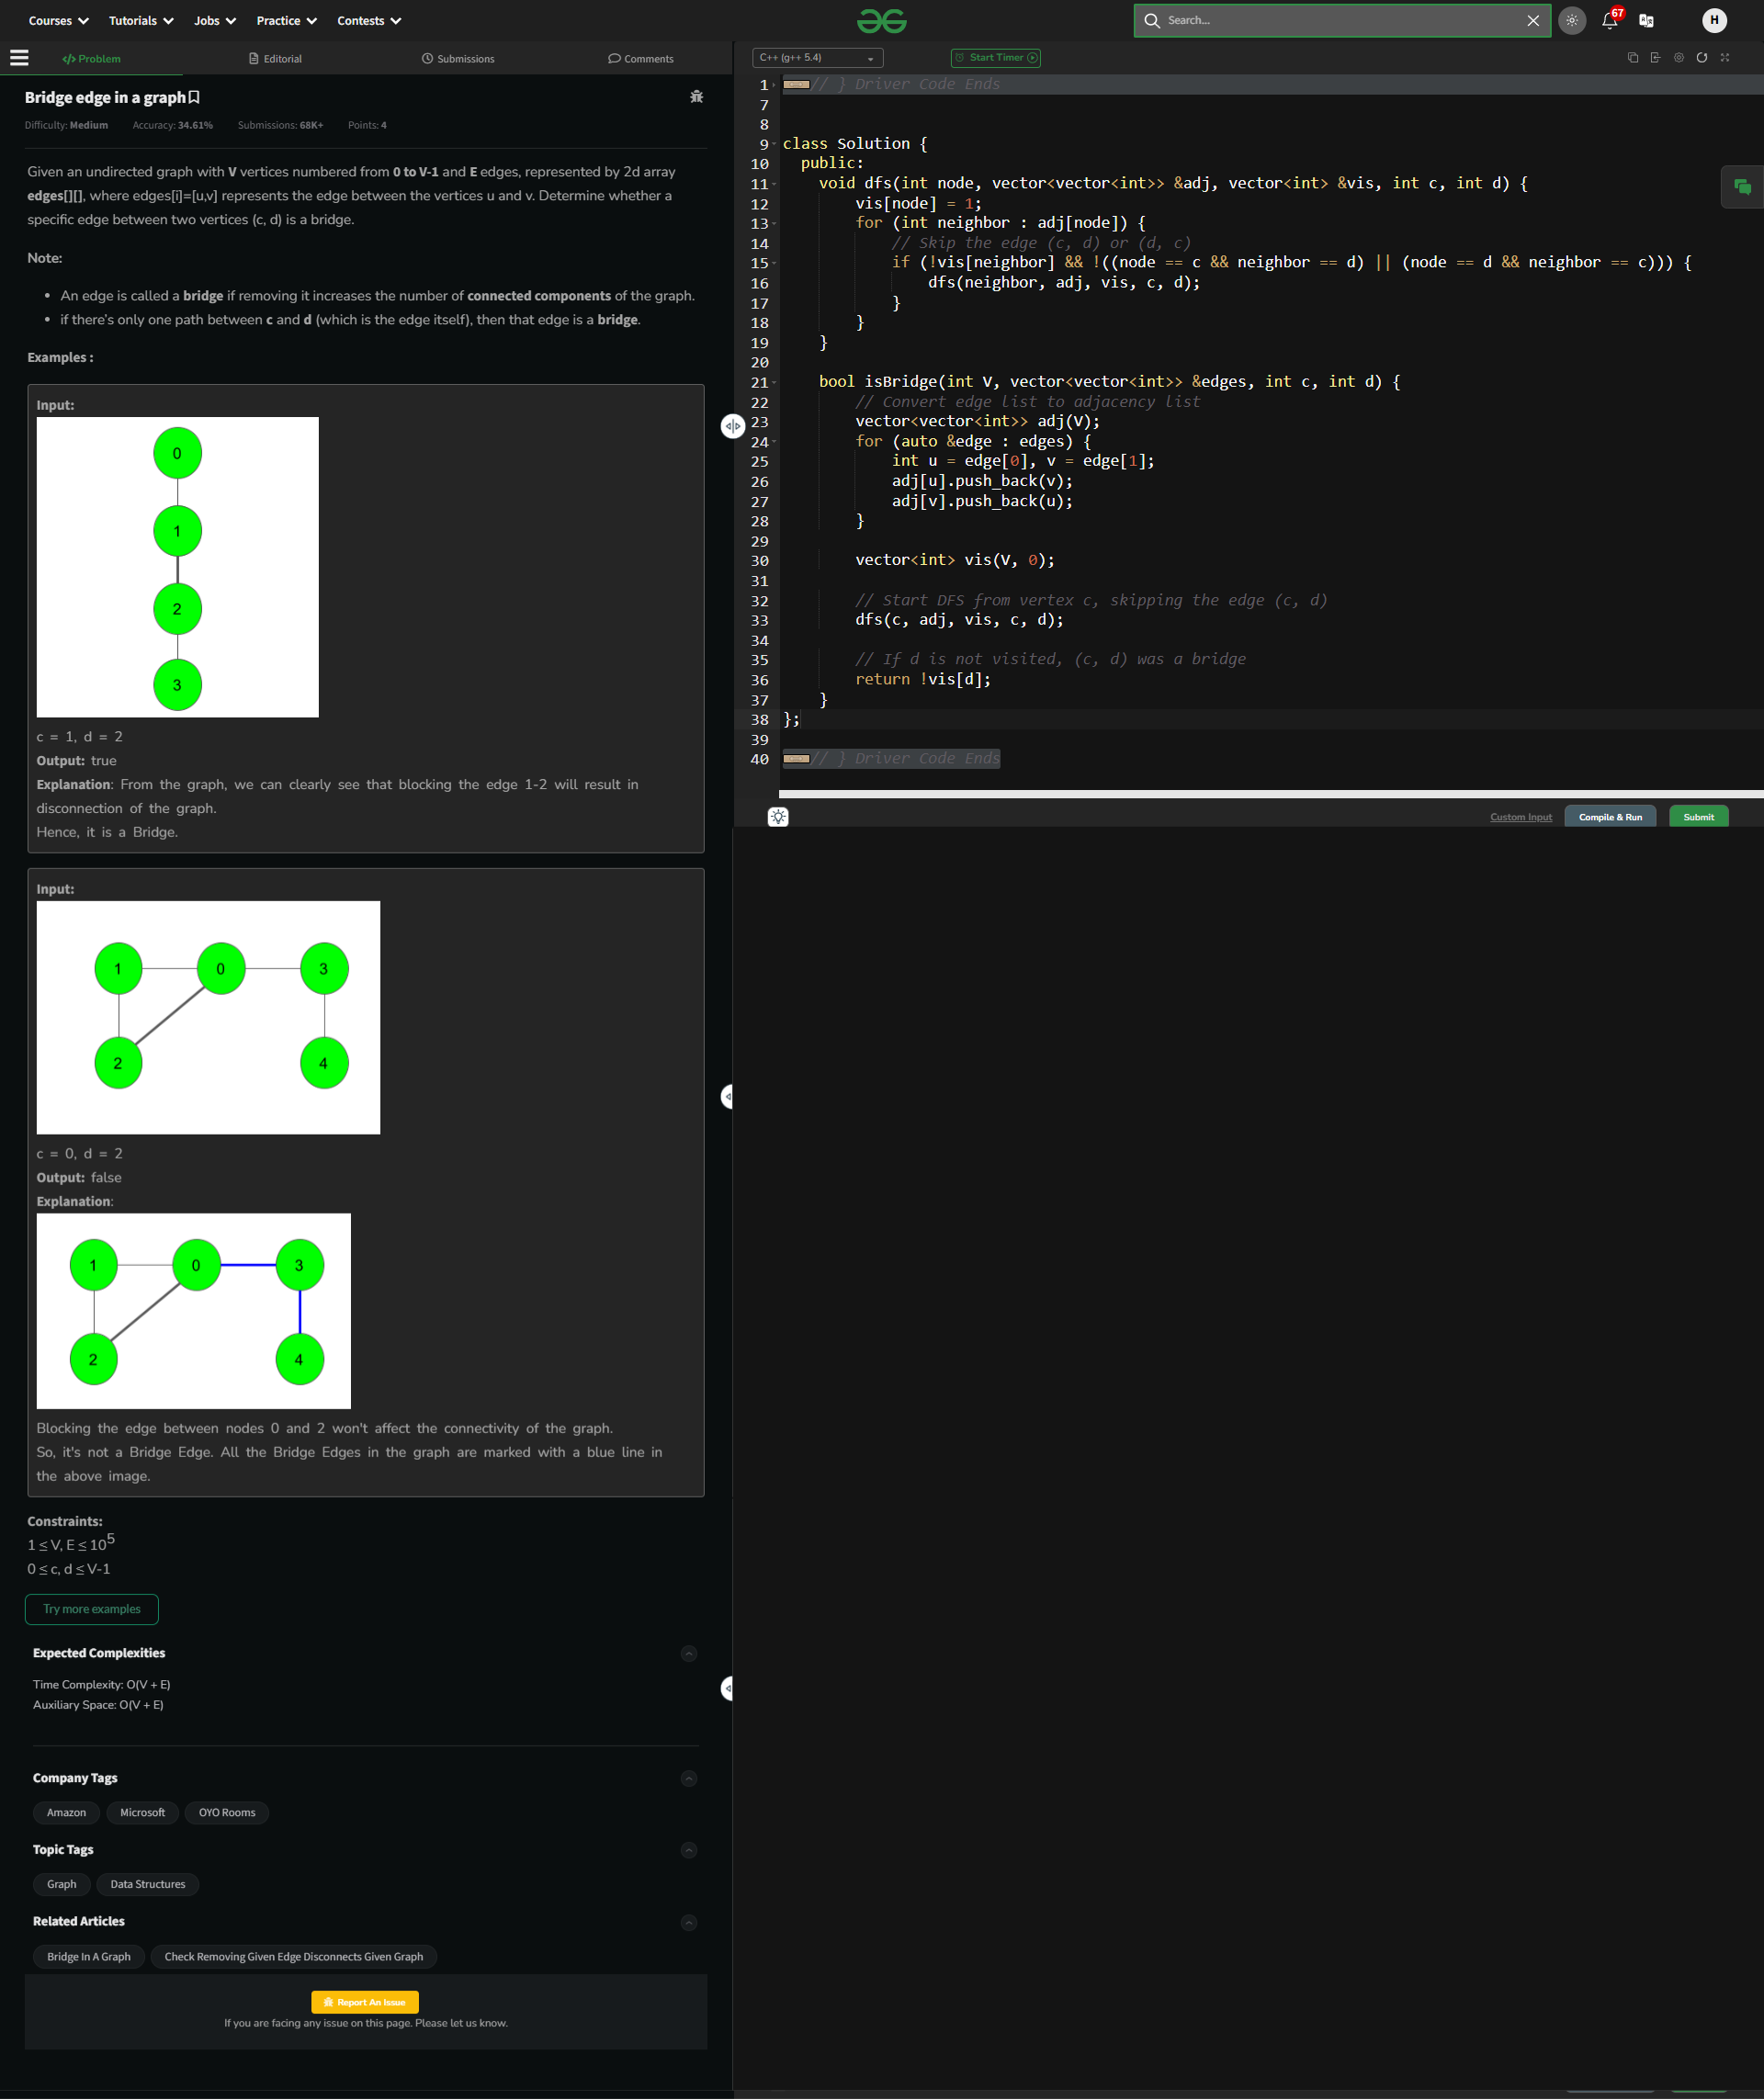 Courses Tutorials Jobs Practice Contests Search... 67 H
Problem Editorial Submissions Comments
Bridge edge in a graph
Difficulty: Medium Accuracy: 34.61% Submissions: 68K+ Points: 4
Given an undirected graph with V vertices numbered from 0 to V-1 and E edges, represented by 2d array
edges[][], where edges[i]=[u,v] represents the edge between the vertices u and v. Determine whether a
specific edge between two vertices (c, d) is a bridge.
Note:
• An edge is called a bridge if removing it increases the number of connected components of the graph.
• if there's only one path between c and d (which is the edge itself), then that edge is a bridge.
Examples :
Input:
0
1
2
3
c = 1, d = 2
Output: true
Explanation: From the graph, we can clearly see that blocking the edge 1-2 will result in
disconnection of the graph.
Hence, it is a Bridge.
Input:
1 0 3
2 4
c = 0, d = 2
Output: false
Explanation:
1 0 3
2 4
Blocking the edge between nodes 0 and 2 won't affect the connectivity of the graph.
So, it's not a Bridge Edge. All the Bridge Edges in the graph are marked with a blue line in
the above image.
Constraints:
1 ≤ V, E ≤ 10^5
0 ≤ c, d ≤ V-1
Try more examples
Expected Complexities
Time Complexity: O(V + E)
Auxiliary Space: O(V + E)
Company Tags
Amazon Microsoft OYO Rooms
Topic Tags
Graph Data Structures
Related Articles
Bridge In A Graph Check Removing Given Edge Disconnects Given Graph
Report An Issue
If you are facing any issue on this page. Please let us know.
C++ (g++ 5.4) Start Timer
1 // } Driver Code Ends
7
8
9 class Solution {
10 public:
11 void dfs(int node, vector<vector<int>> &adj, vector<int> &vis, int c, int d) {
12 vis[node] = 1;
13 for (int neighbor : adj[node]) {
14 // Skip the edge (c, d) or (d, c)
15 if (!vis[neighbor] && !((node == c && neighbor == d) || (node == d && neighbor == c))) {
16 dfs(neighbor, adj, vis, c, d);
17 }
18 }
19 }
20
21 bool isBridge(int V, vector<vector<int>> &edges, int c, int d) {
22 // Convert edge list to adjacency list
23 vector<vector<int>> adj(V);
24 for (auto &edge : edges) {
25 int u = edge[0], v = edge[1];
26 adj[u].push_back(v);
27 adj[v].push_back(u);
28 }
29
30 vector<int> vis(V, 0);
31
32 // Start DFS from vertex c, skipping the edge (c, d)
33 dfs(c, adj, vis, c, d);
34
35 // If d is not visited, (c, d) was a bridge
36 return !vis[d];
37 }
38 };
39
40 // } Driver Code Ends
Custom Input Compile & Run Submit